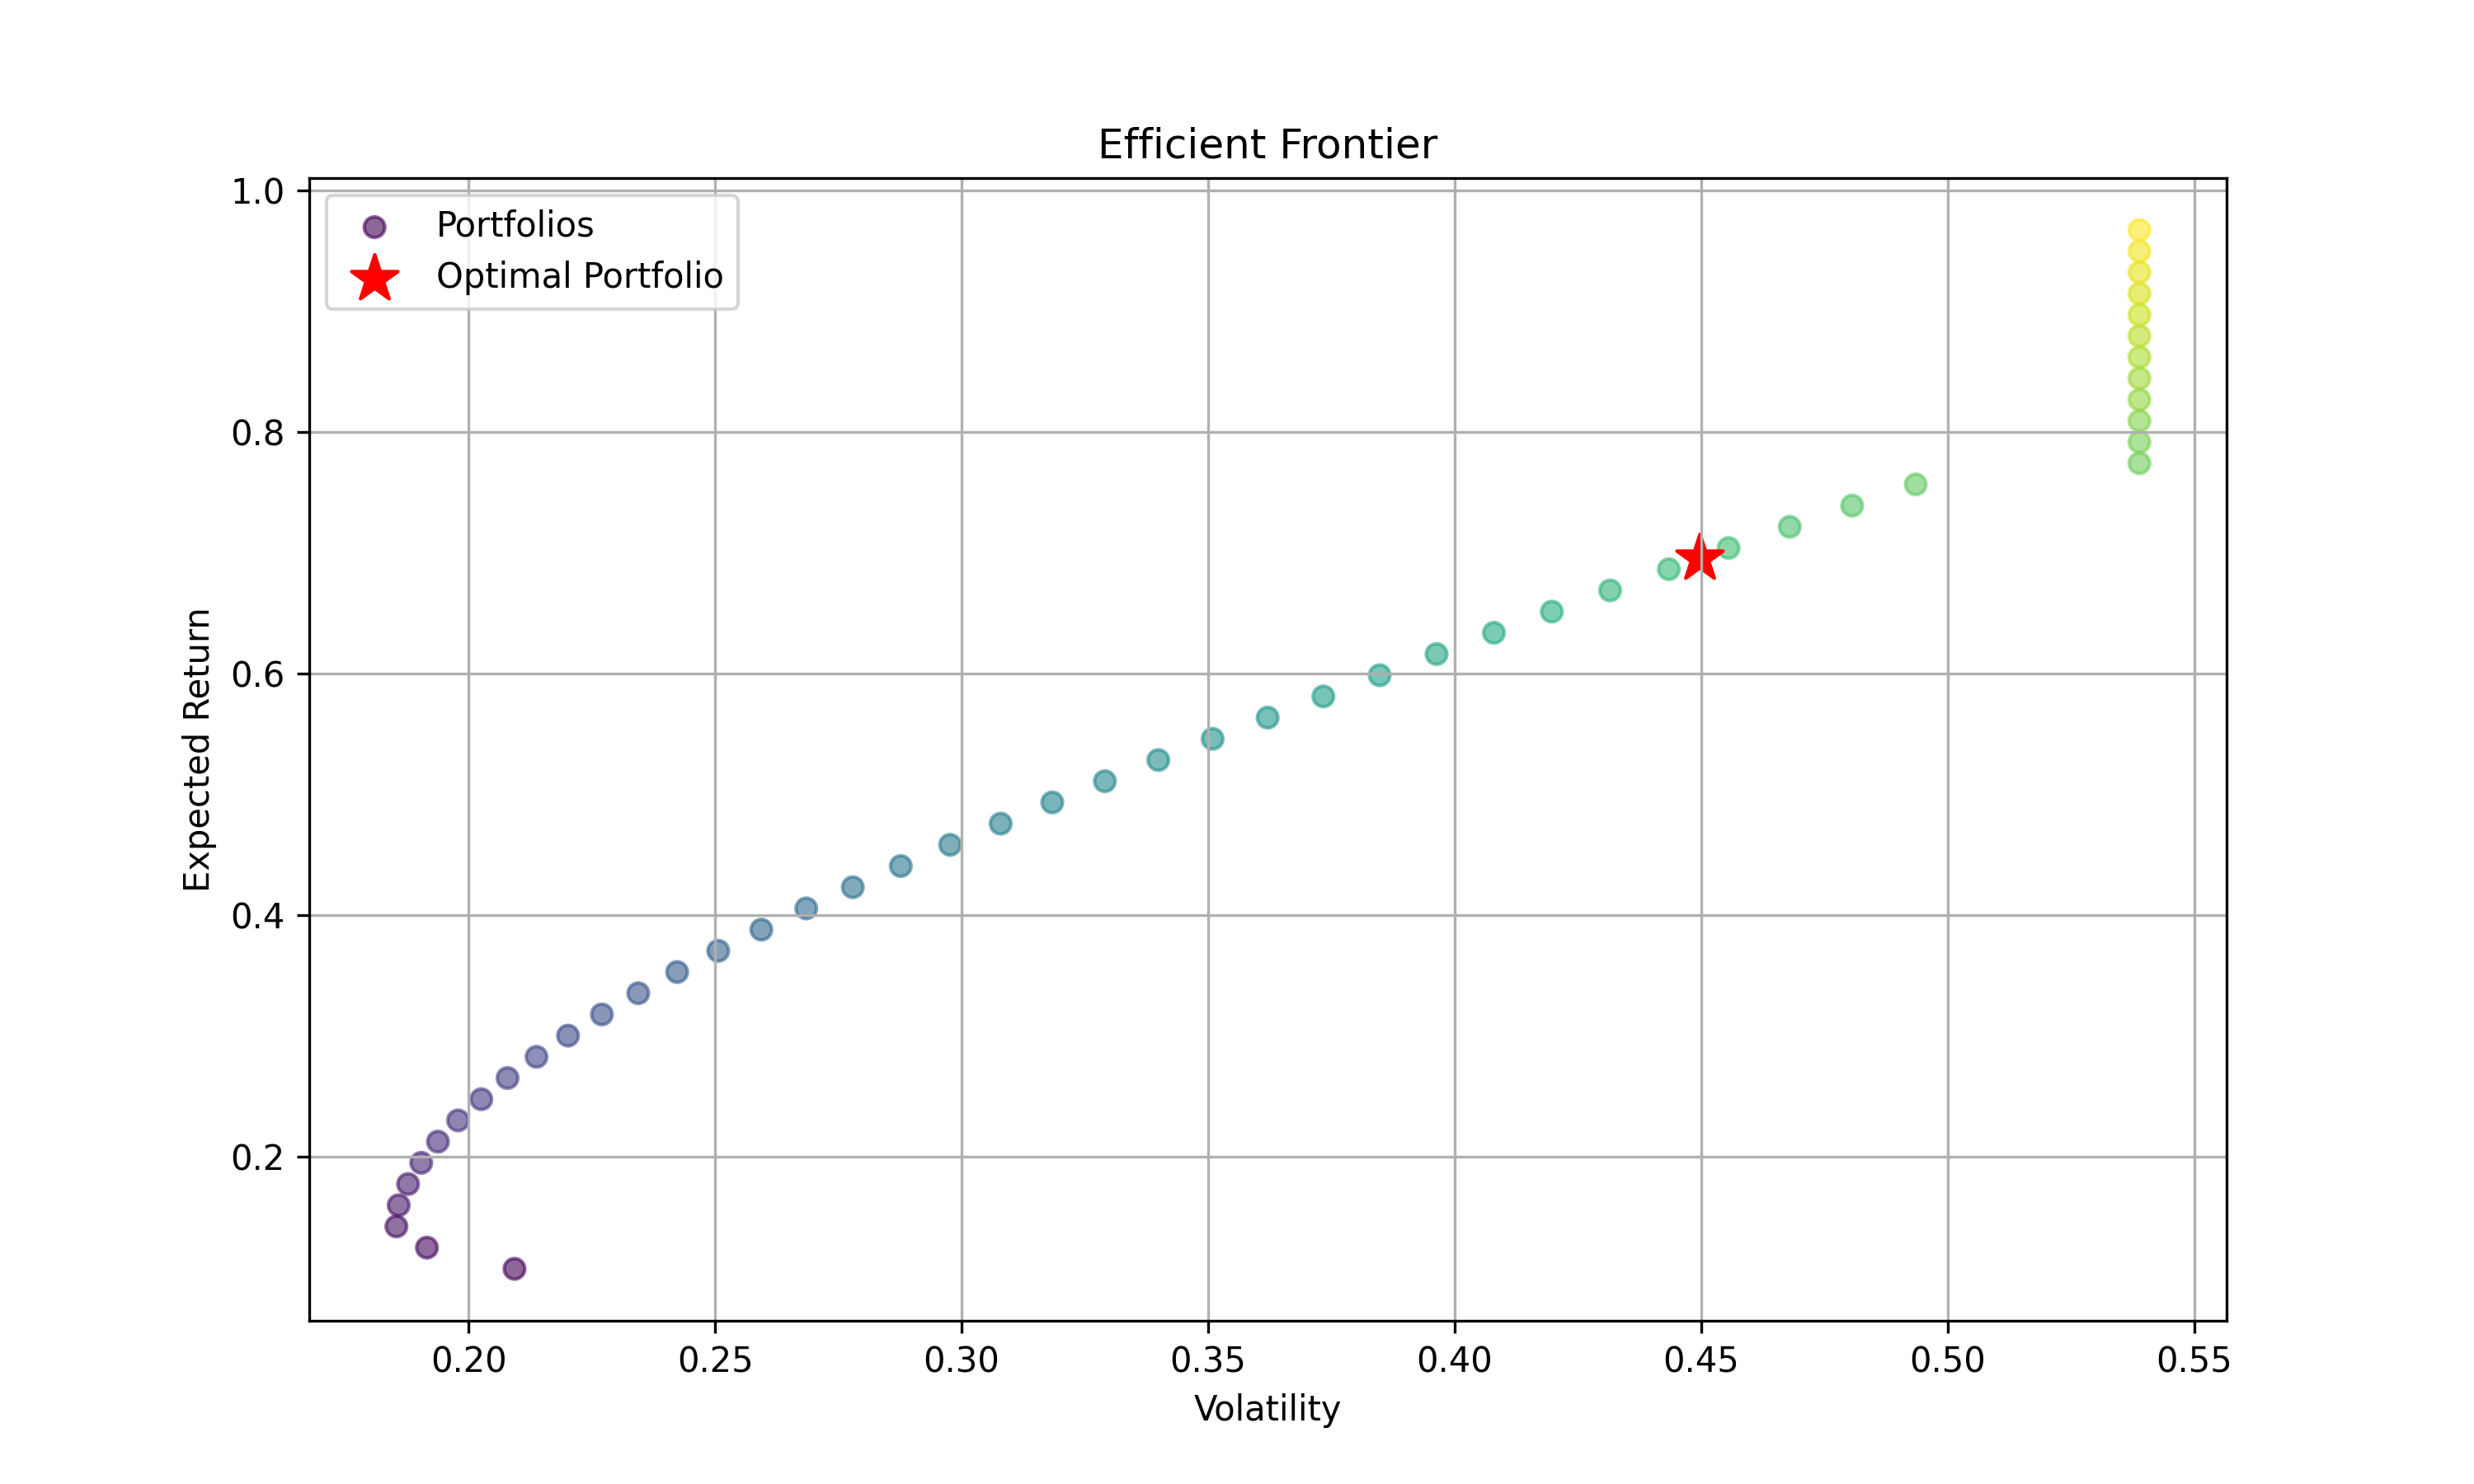 Efficient Frontier
Portfolios
Optimal Portfolio
1.0
0.8
0.6
0.4
0.2
Expected Return
0.20 0.25 0.30 0.35 0.40 0.45 0.50 0.55
Volatility